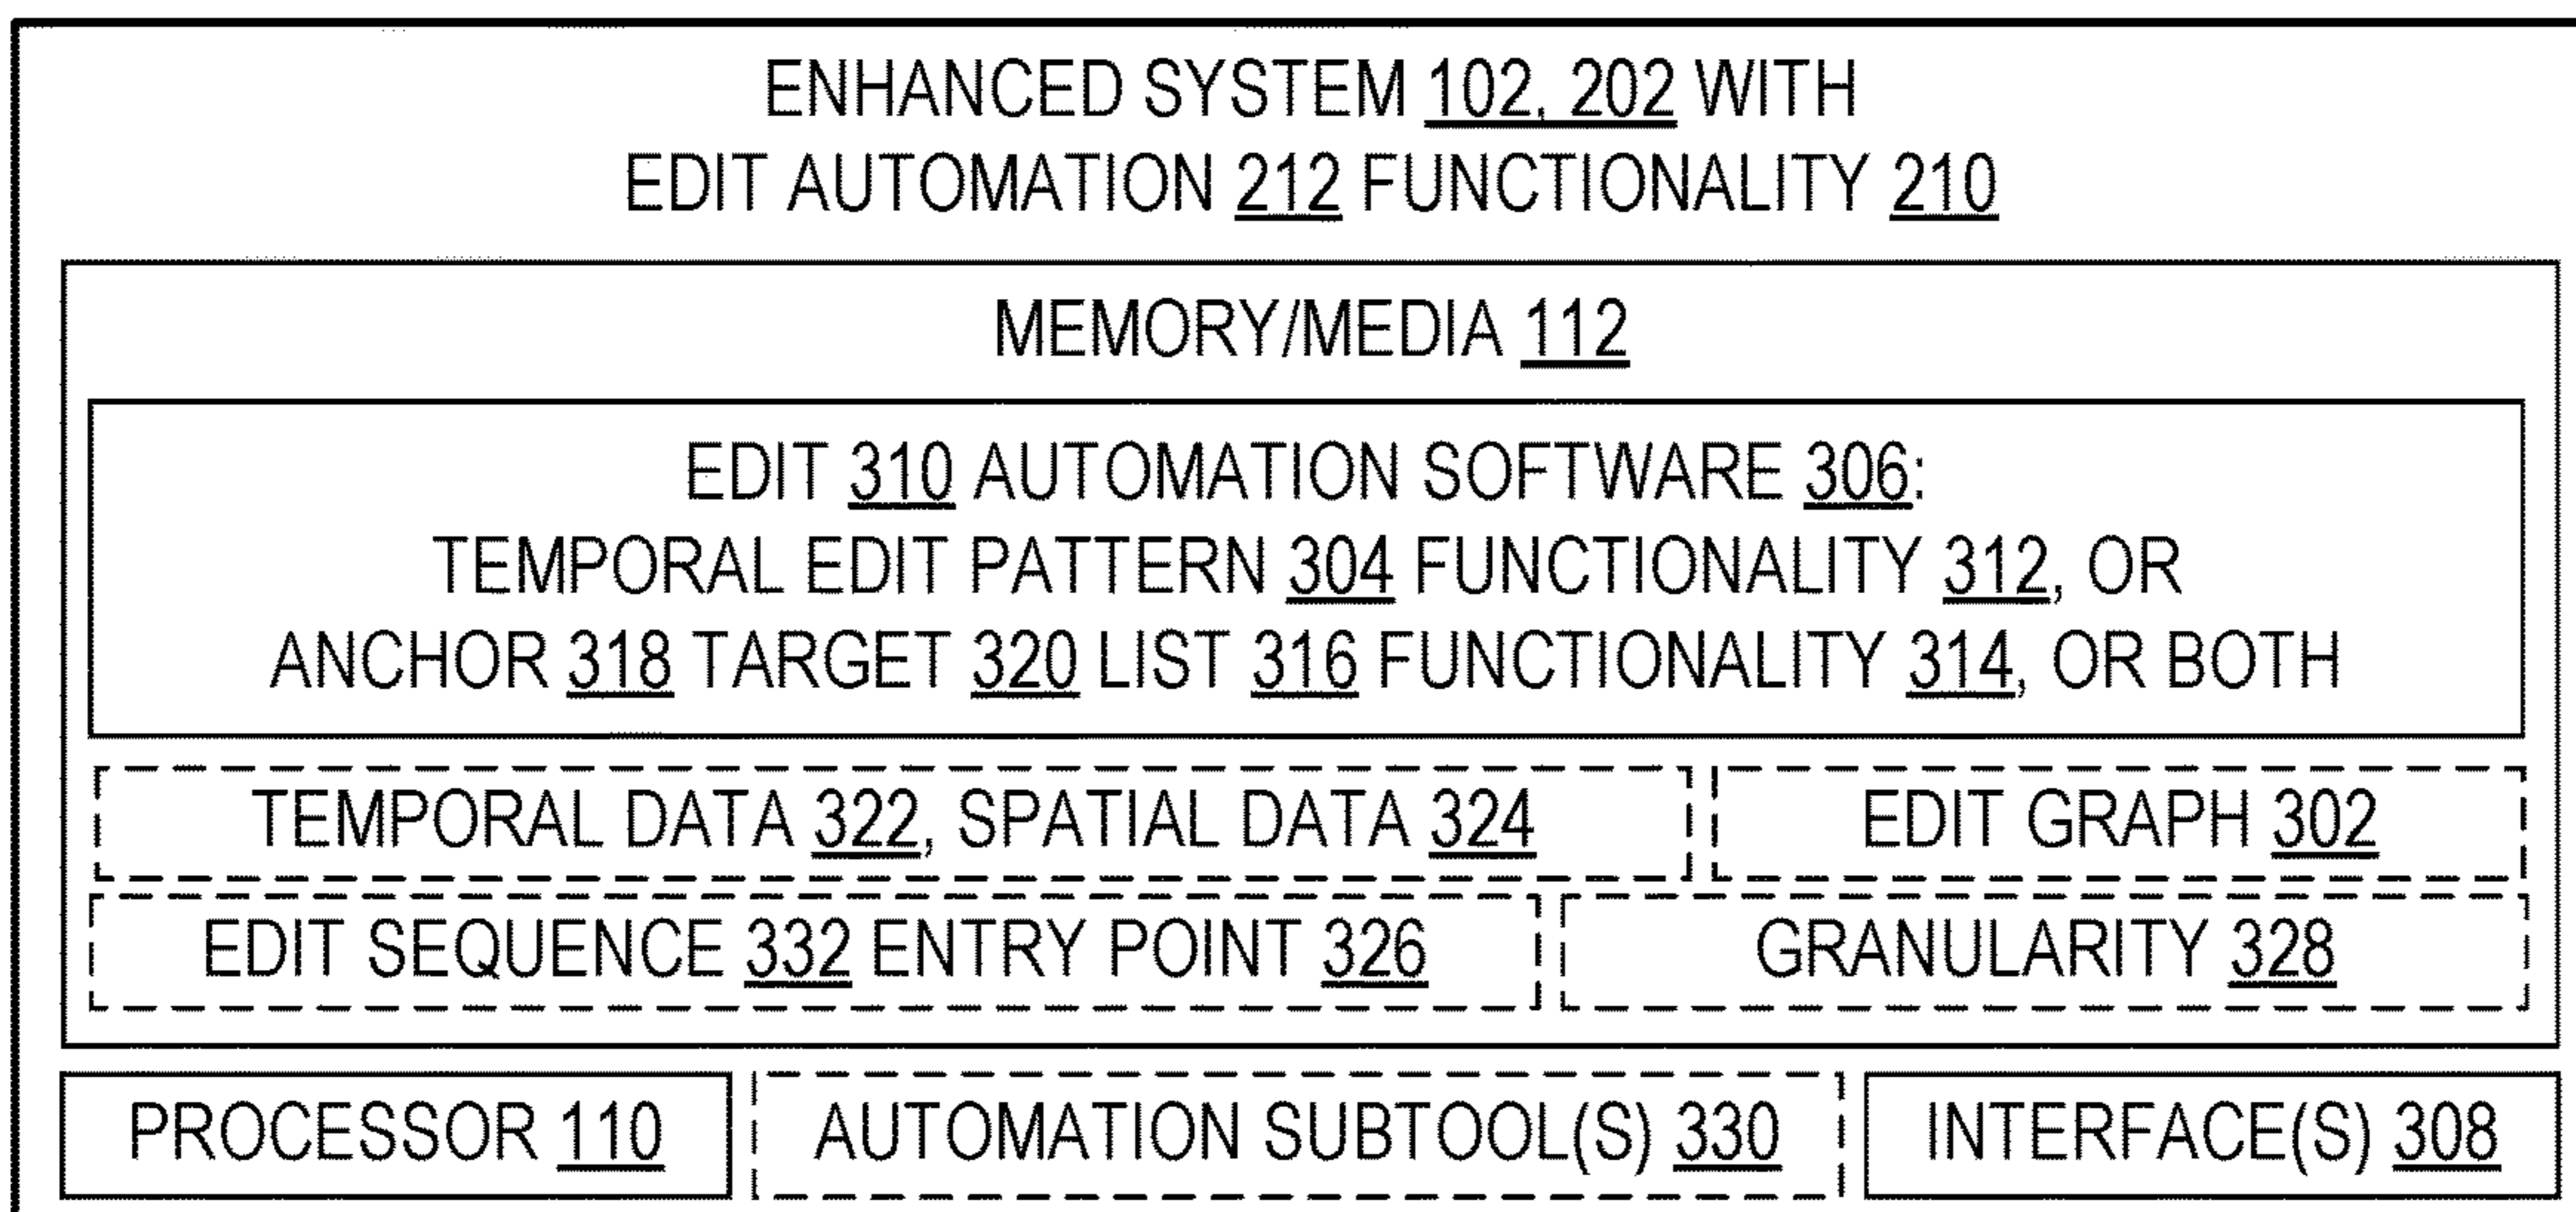 ENHANCED SYSTEM 102, 202 WITH
EDIT AUTOMATION 212 FUNCTIONALITY 210
MEMORY/MEDIA 112
EDIT 310 AUTOMATION SOFTWARE 306:
TEMPORAL EDIT PATTERN 304 FUNCTIONALITY 312, OR
ANCHOR 318 TARGET 320 LIST 316 FUNCTIONALITY 314, OR BOTH
TEMPORAL DATA 322, SPATIAL DATA 324
EDIT GRAPH 302
EDIT SEQUENCE 332 ENTRY POINT 326
GRANULARITY 328
PROCESSOR 110
AUTOMATION SUBTOOL(S) 330
INTERFACE(S) 308